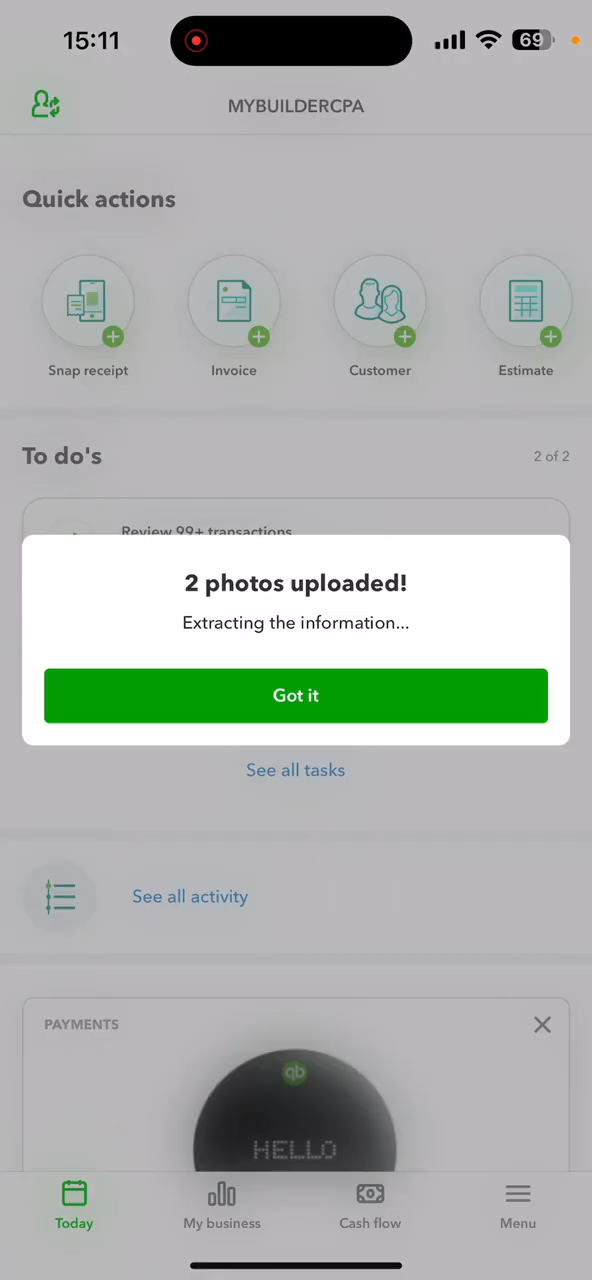 15:11
69
MYBUILDERCPA
Quick actions
Snap receipt
Invoice
Customer
Estimate
To do's
2 of 2
Review 99+ transactions
2 photos uploaded!
Extracting the information...
Got it
See all tasks
See all activity
PAYMENTS
qb
HELLO
Today
My business
Cash flow
Menu